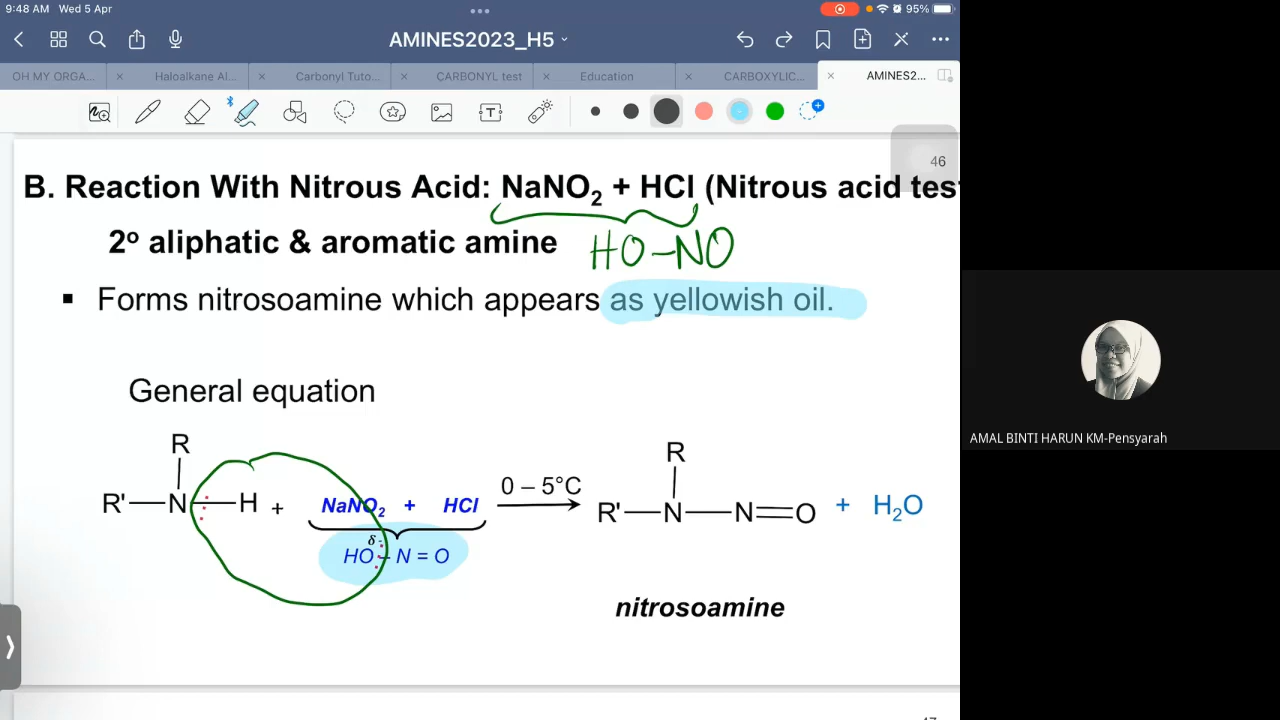 9:48 AM Wed 5 Apr
95%
AMINES2023_H5
OH MY ORGA...
Haloalkane Al...
Carbonyl Tuto...
CARBONYL test
Education
CARBOXYLIC...
AMINES2...
46
B. Reaction With Nitrous Acid: NaNO₂ + HCl (Nitrous acid tes
2º aliphatic & aromatic amine HO–NO
▪ Forms nitrosoamine which appears as yellowish oil.
General equation
R R
R'—N—H + NaNO₂ + HCl 0 – 5°C R'—N—N=O + H₂O
δ-
HO – N = O
nitrosoamine
AMAL BINTI HARUN KM-Pensyarah